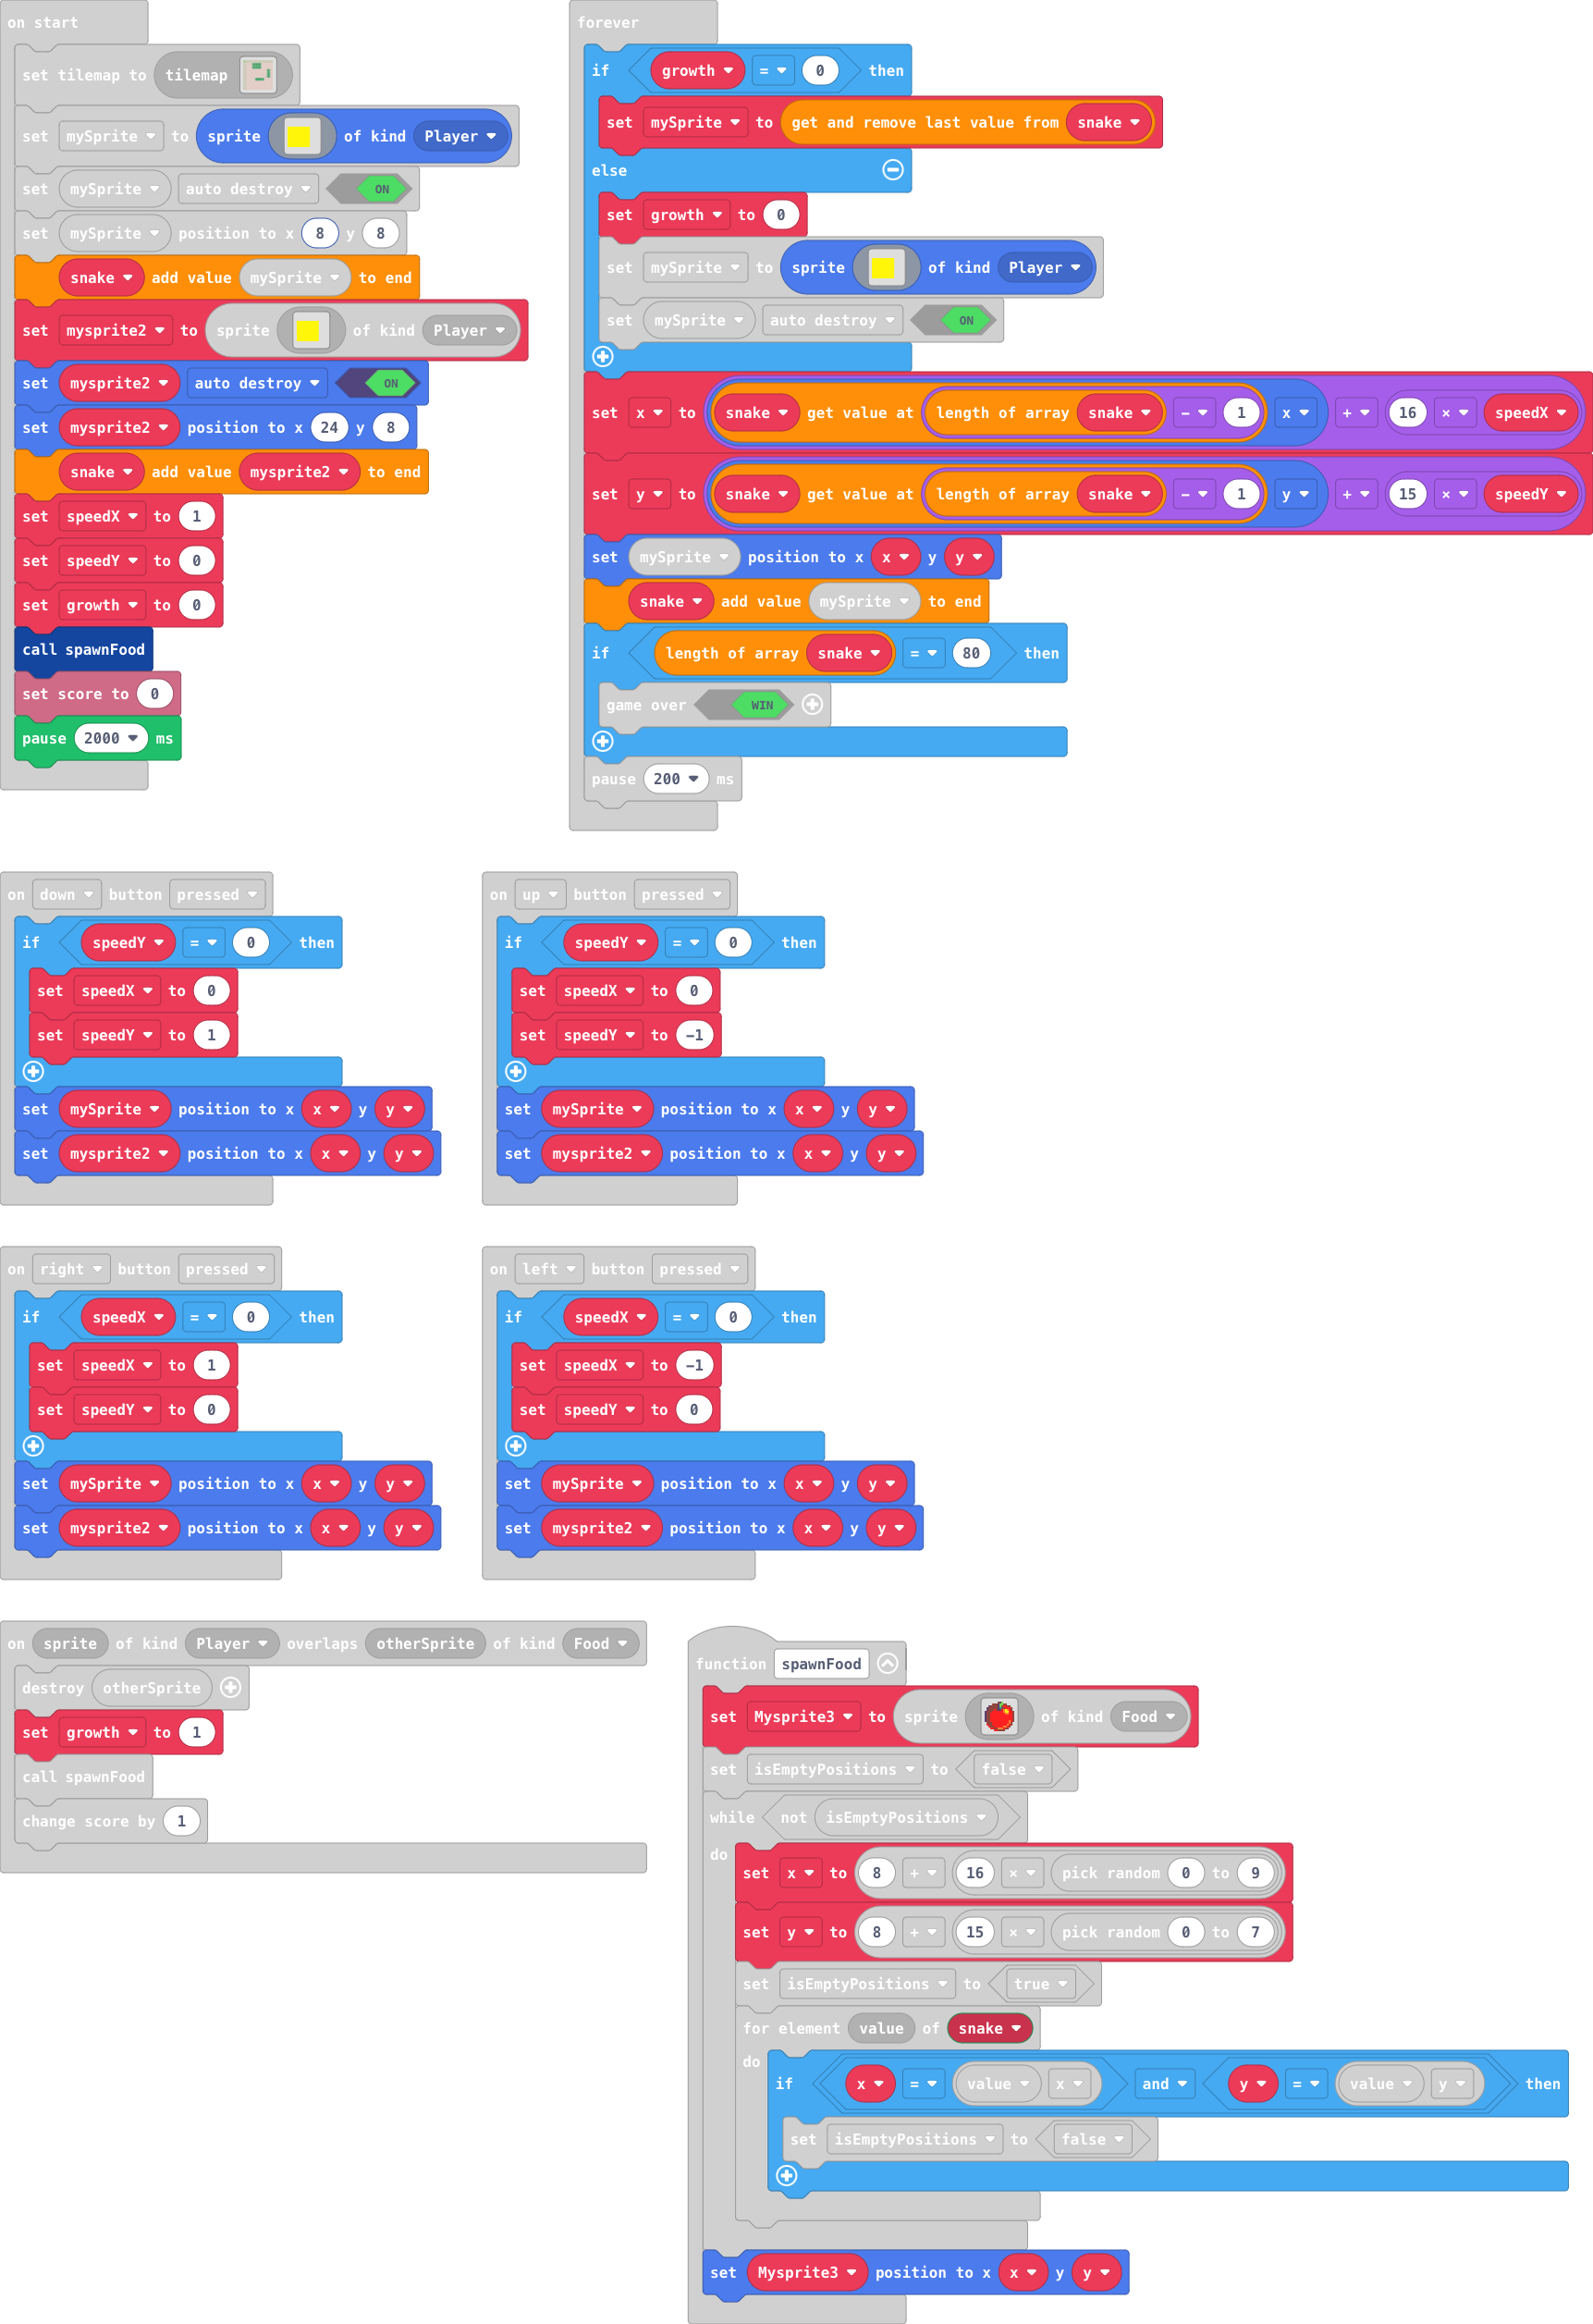 on start
set tilemap to tilemap
set mySprite to sprite of kind Player
set mySprite auto destroy ON
set mySprite position to x 8 y 8
snake add value mySprite to end
set mysprite2 to sprite of kind Player
set mysprite2 auto destroy ON
set mysprite2 position to x 24 y 8
snake add value mysprite2 to end
set speedX to 1
set speedY to 0
set growth to 0
call spawnFood
set score to 0
pause 2000 ms
forever
if growth = 0 then
set mySprite to get and remove last value from snake
else
set growth to 0
set mySprite to sprite of kind Player
set mySprite auto destroy ON
set x to snake get value at length of array snake - 1 x + 16 × speedX
set y to snake get value at length of array snake - 1 y + 15 × speedY
set mySprite position to x x y y
snake add value mySprite to end
if length of array snake = 80 then
game over WIN
pause 200 ms
on down button pressed
if speedY = 0 then
set speedX to 0
set speedY to 1
set mySprite position to x x y y
set mysprite2 position to x x y y
on up button pressed
if speedY = 0 then
set speedX to 0
set speedY to -1
set mySprite position to x x y y
set mysprite2 position to x x y y
on right button pressed
if speedX = 0 then
set speedX to 1
set speedY to 0
set mySprite position to x x y y
set mysprite2 position to x x y y
on left button pressed
if speedX = 0 then
set speedX to -1
set speedY to 0
set mySprite position to x x y y
set mysprite2 position to x x y y
on sprite of kind Player overlaps otherSprite of kind Food
destroy otherSprite
set growth to 1
call spawnFood
change score by 1
function spawnFood
set Mysprite3 to sprite of kind Food
set isEmptyPositions to false
while not isEmptyPositions
do
set x to 8 + 16 × pick random 0 to 9
set y to 8 + 15 × pick random 0 to 7
set isEmptyPositions to true
for element value of snake
do
if x = value x and y = value y then
set isEmptyPositions to false
set Mysprite3 position to x x y y